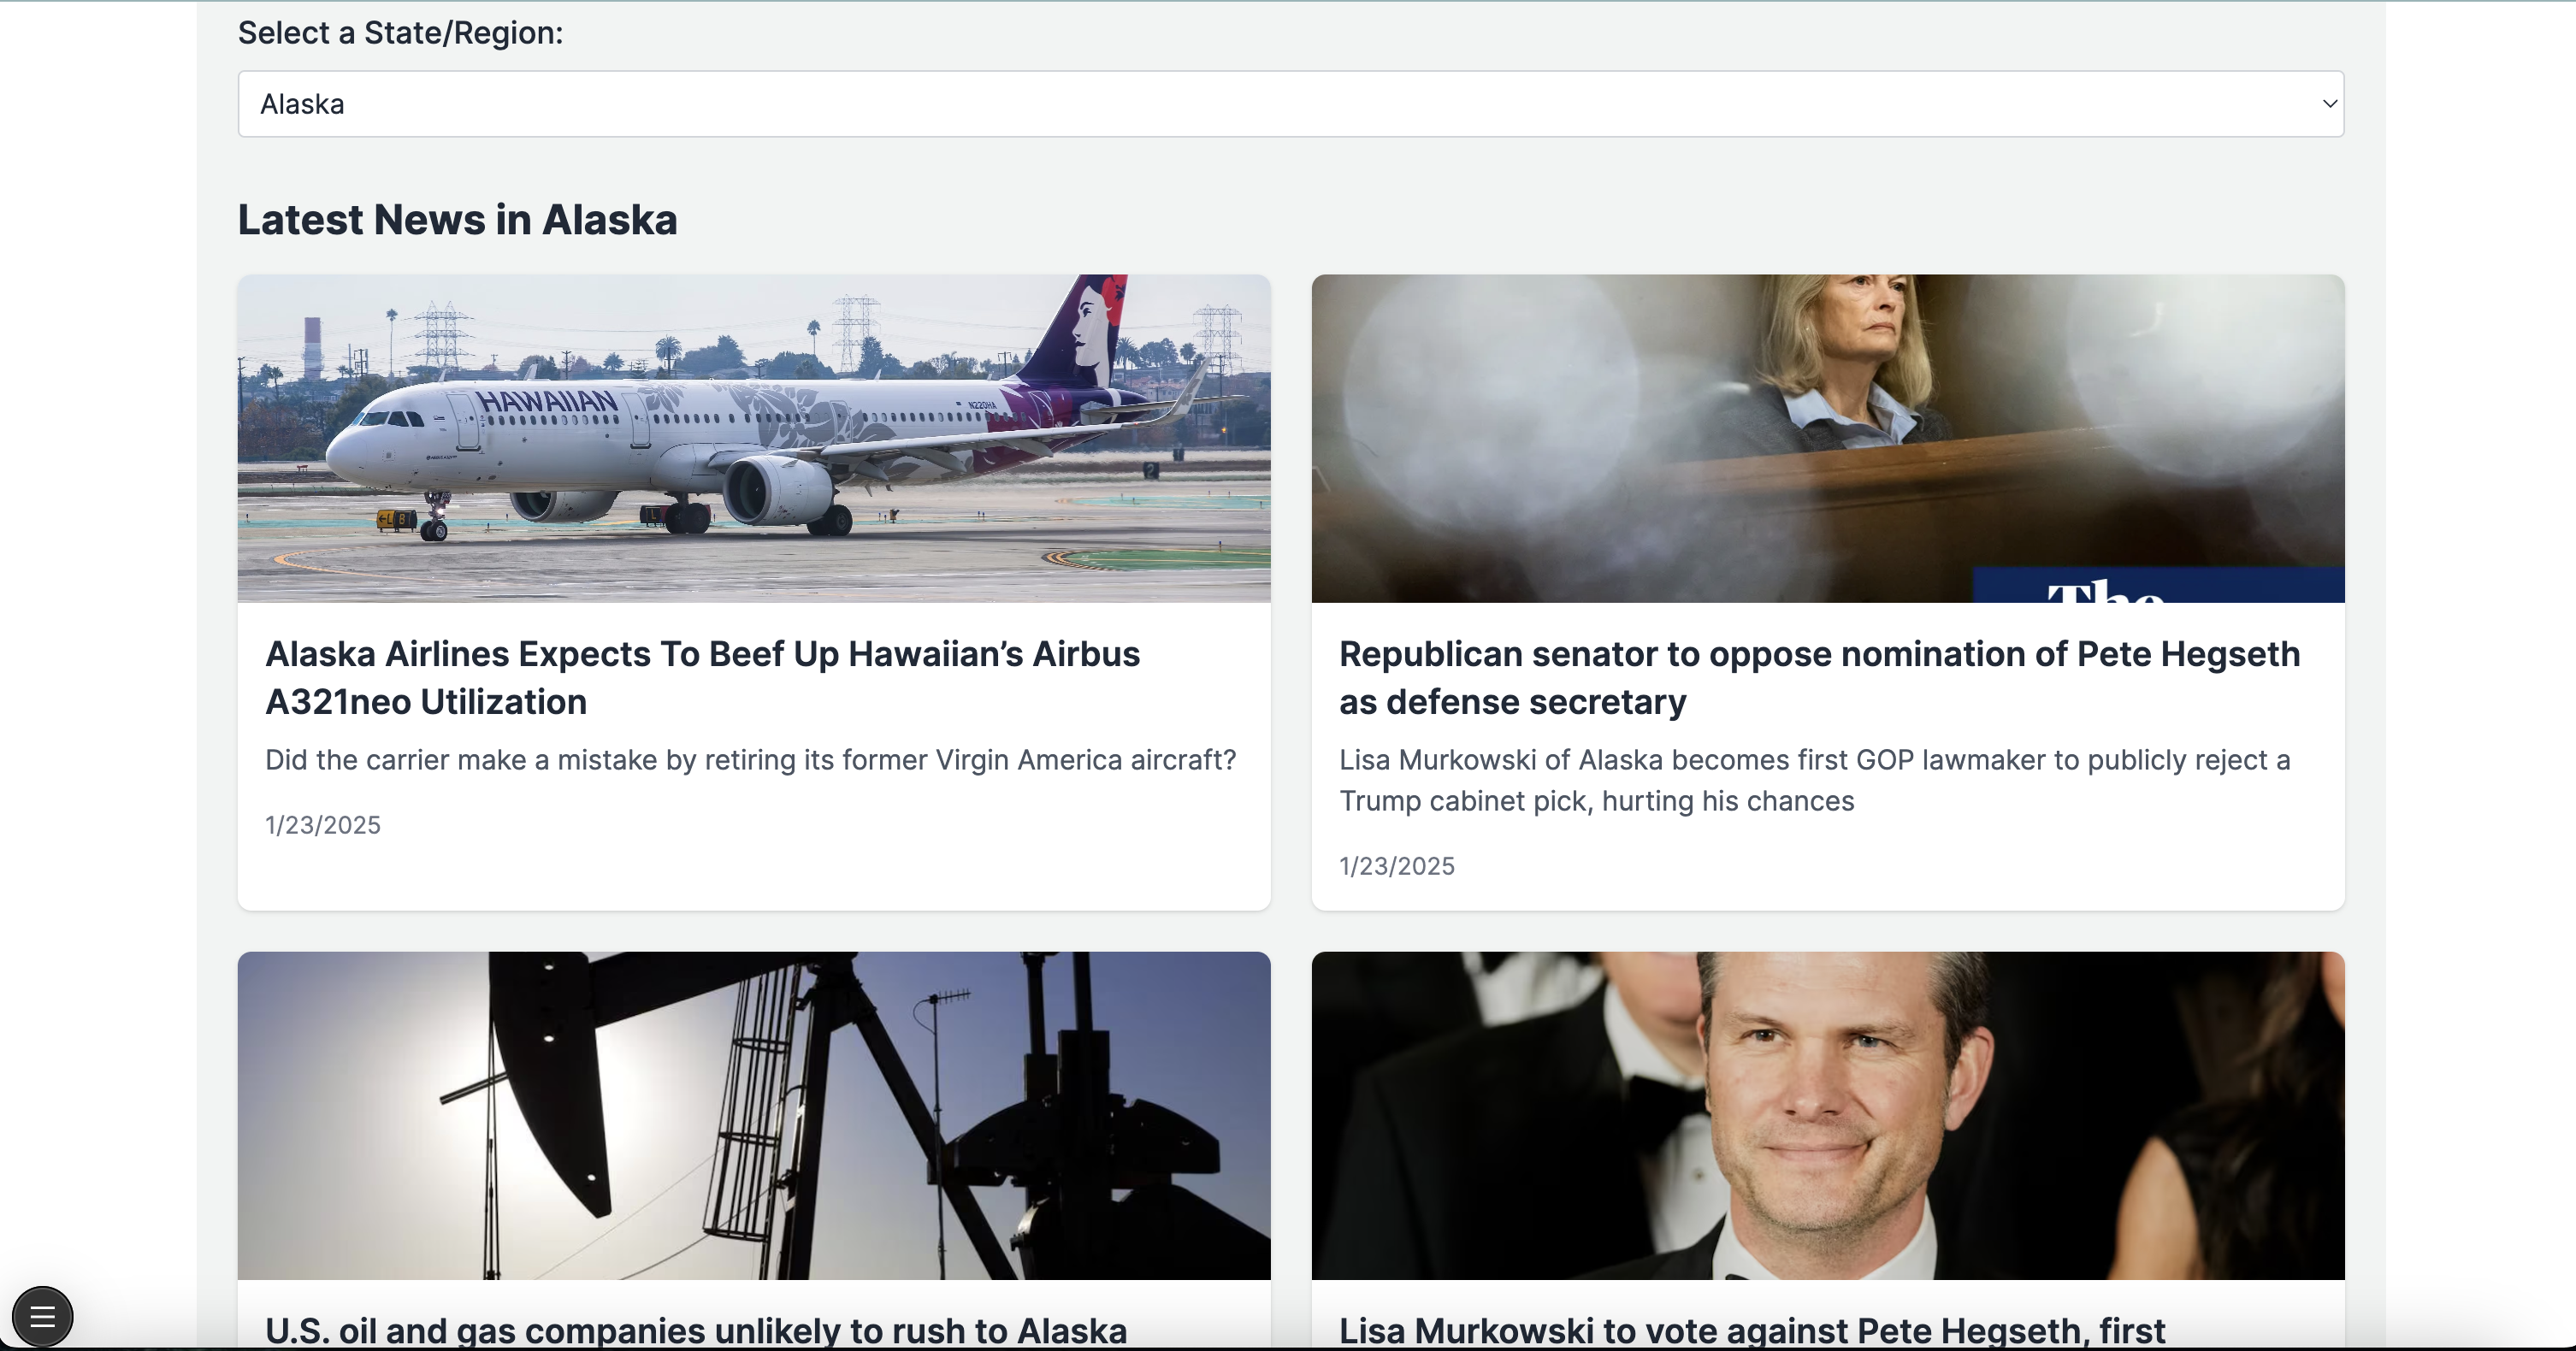 Select a State/Region:
Alaska
Latest News in Alaska
HAWAIIAN
N220HA
The
Alaska Airlines Expects To Beef Up Hawaiian’s Airbus
A321neo Utilization
Did the carrier make a mistake by retiring its former Virgin America aircraft?
1/23/2025
Republican senator to oppose nomination of Pete Hegseth
as defense secretary
Lisa Murkowski of Alaska becomes first GOP lawmaker to publicly reject a
Trump cabinet pick, hurting his chances
1/23/2025
U.S. oil and gas companies unlikely to rush to Alaska
Lisa Murkowski to vote against Pete Hegseth, first